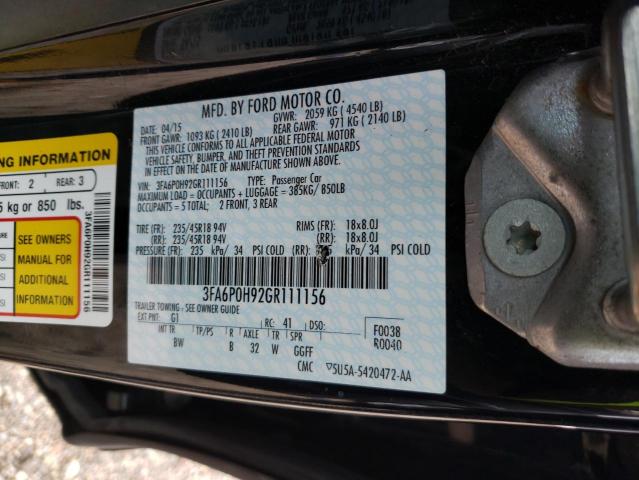 MFD. BY FORD MOTOR CO.
DATE: 04/15 GVWR: 2059 KG (4540 LB)
FRONT GAWR: 1093 KG (2410 LB) REAR GAWR: 971 KG (2140 LB)
THIS VEHICLE CONFORMS TO ALL APPLICABLE FEDERAL MOTOR
VEHICLE SAFETY, BUMPER, AND THEFT PREVENTION STANDARDS
IN EFFECT ON THE DATE OF MANUFACTURE SHOWN ABOVE.
VIN: 3FA6P0H92GR111156 TYPE: Passenger Car
MAXIMUM LOAD = OCCUPANTS + LUGGAGE = 385KG/ 850LB
OCCUPANTS = 5 TOTAL: 2 FRONT, 3 REAR
TIRE (FR): 235/45R18 94V RIMS (FR): 18x8.0J
(RR): 235/45R18 94V (RR): 18x8.0J
PRESSURE (FR): 235 kPa/ 34 PSI COLD (RR): kPa/ 34 PSI COLD
3FA6P0H92GR111156
TRAILER TOWING - SEE OWNER GUIDE
EXT PNT: G1 RC: 41 DSO: F0038
INT TR TP/PS R AXLE TR SPR R0040
BW B 32 W GGFF
CMC 5U5A-5420472-AA
NG INFORMATION
FRONT: 2 REAR: 3
5 kg or 850 lbs.
SEE OWNERS
MANUAL FOR
ADDITIONAL
INFORMATION
3FA6P0H92GR111156